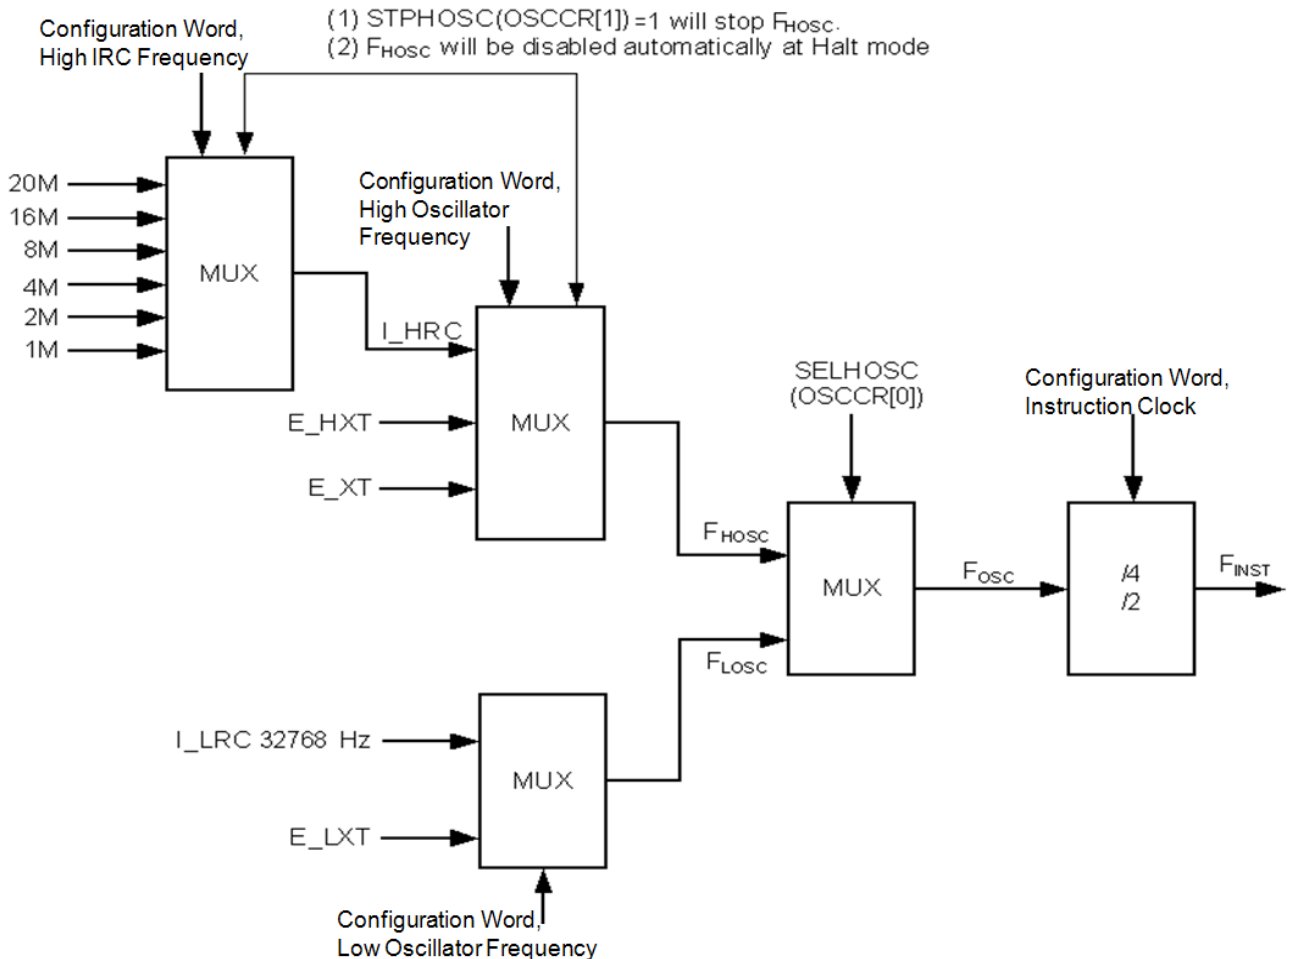 (1) STPHOSC(OSCCR[1])=1 will stop FHOSC.
(2) FHOSC will be disabled automatically at Halt mode
Configuration Word,
High IRC Frequency
20M
16M
8M
4M
2M
1M
MUX
Configuration Word,
High Oscillator
Frequency
I_HRC
E_HXT
E_XT
MUX
SELHOSC
(OSCCR[0])
Configuration Word,
Instruction Clock
FHOSC
FLOSC
MUX
FOSC
/4
/2
FINST
I_LRC 32768 Hz
E_LXT
MUX
Configuration Word,
Low Oscillator Frequency